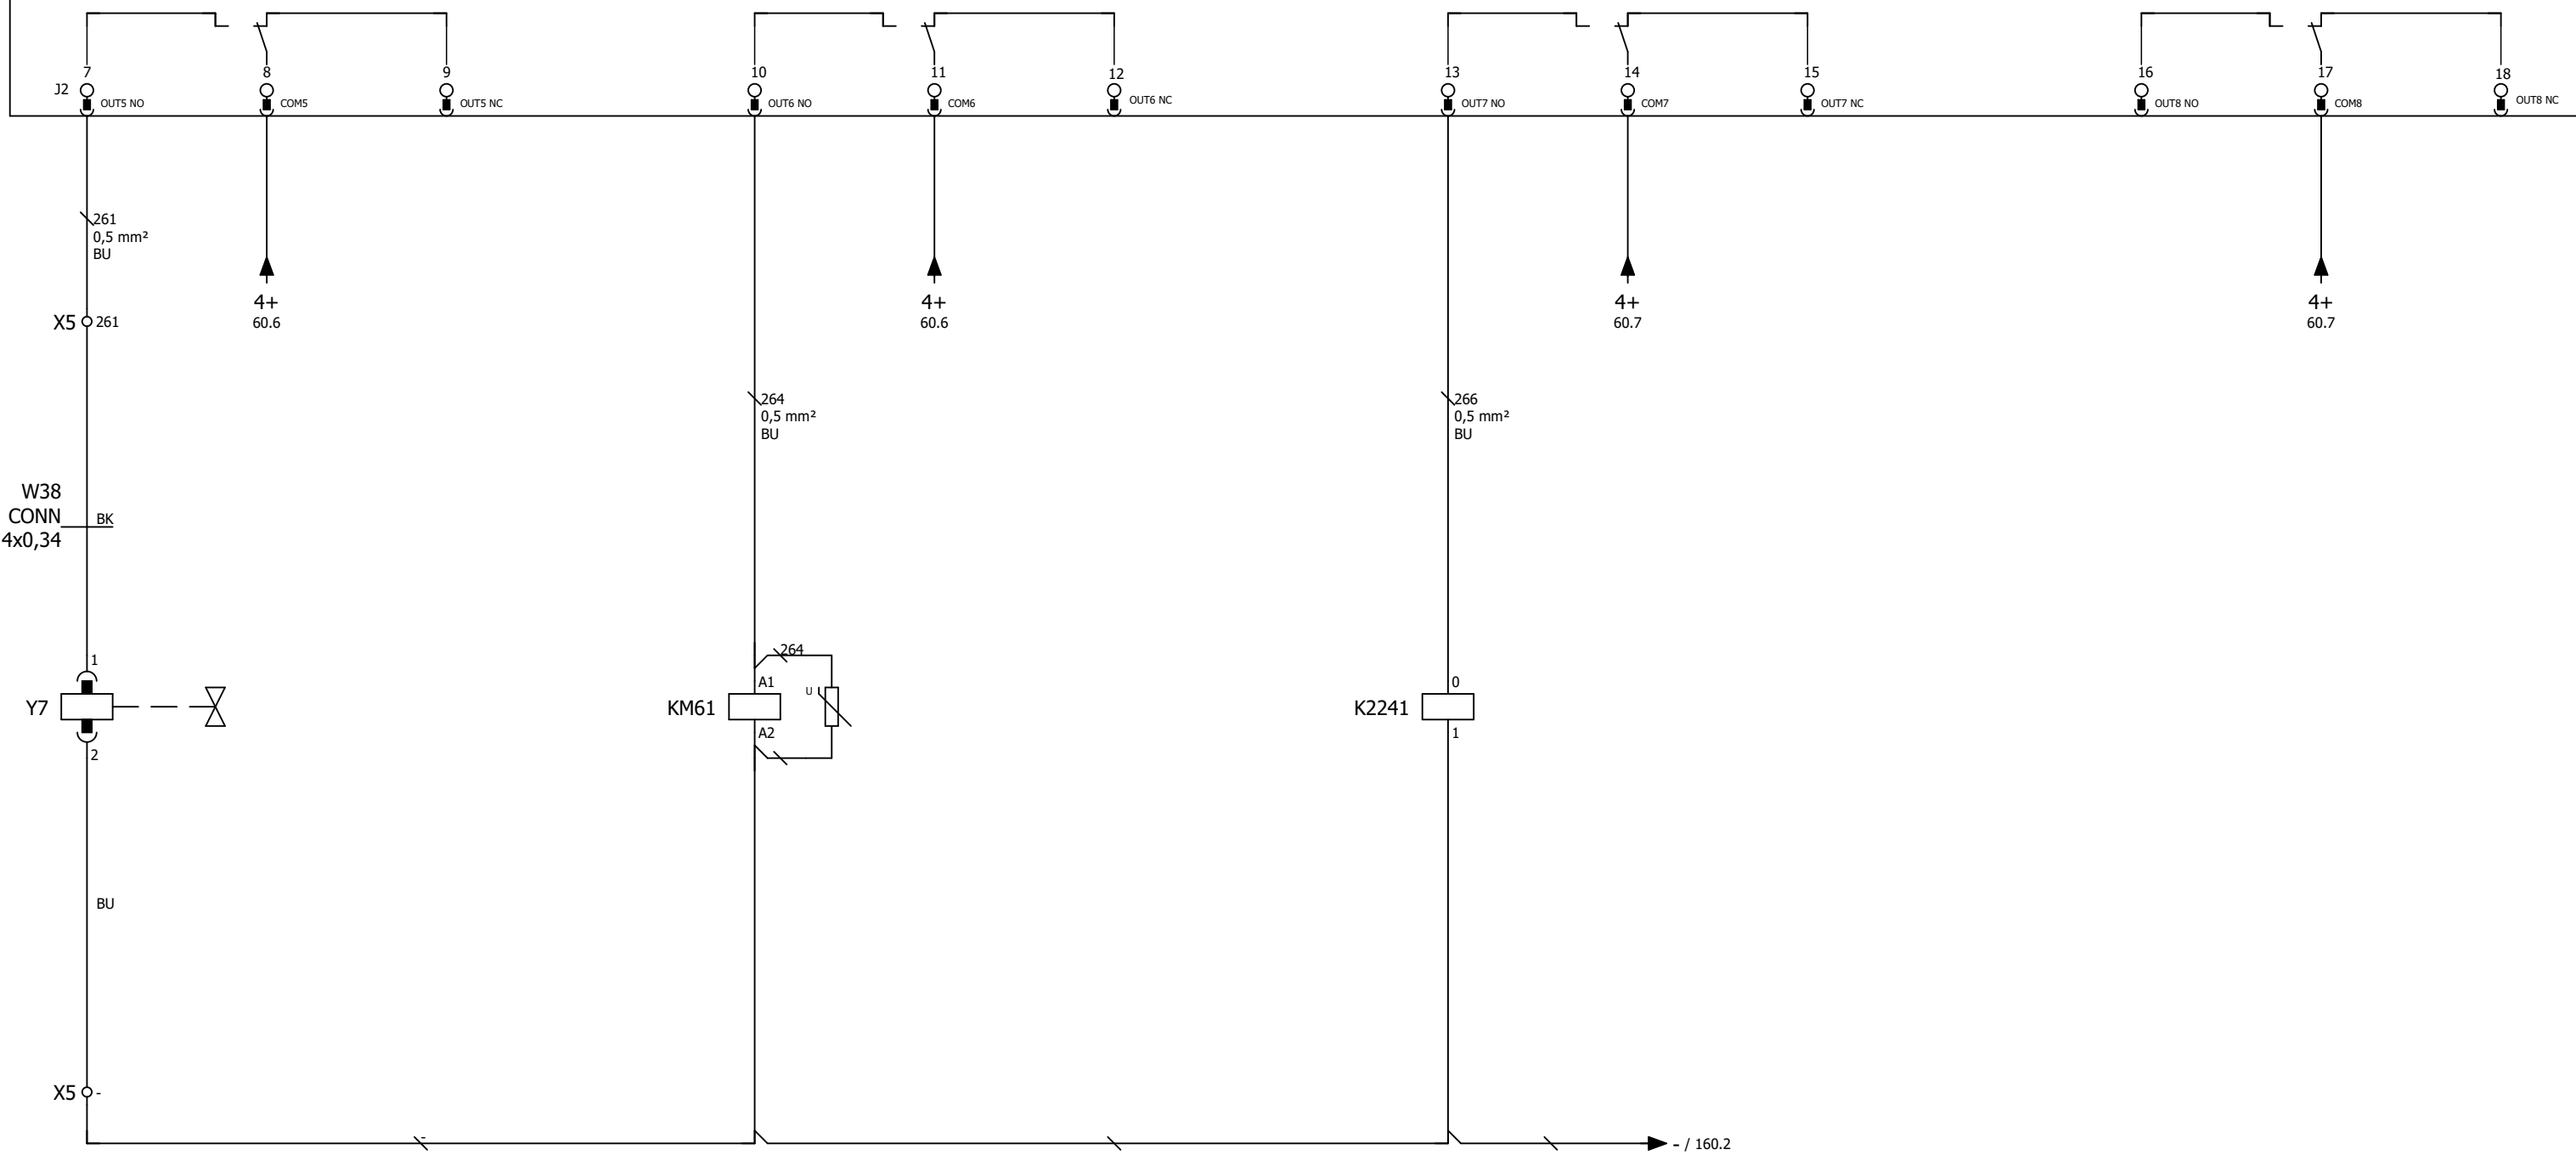 7
8
9
10
11
12
13
14
15
16
17
18
J2
OUT5 NO
COM5
OUT5 NC
OUT6 NO
COM6
OUT6 NC
OUT7 NO
COM7
OUT7 NC
OUT8 NO
COM8
OUT8 NC
261
0,5 mm²
BU
4+
60.6
4+
60.6
4+
60.7
4+
60.7
X5
261
264
0,5 mm²
BU
266
0,5 mm²
BU
W38
CONN
4x0,34
BK
1
Y7
2
264
A1
U
KM61
A2
0
K2241
1
BU
X5
-
-
- / 160.2